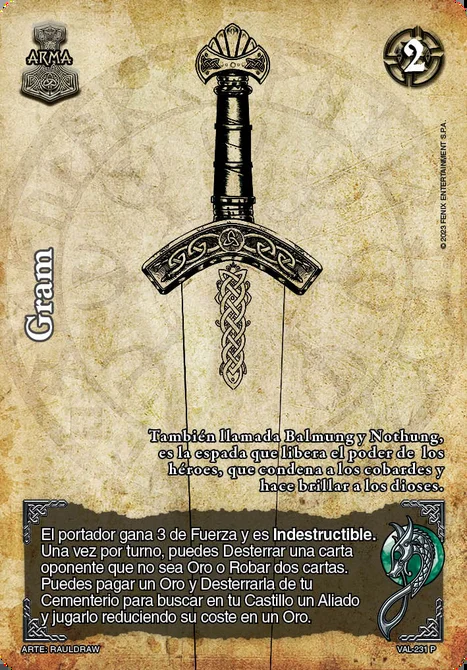 ARMA
2
© 2023 FENIX ENTERTAINMENT S.P.A.
Gram
También llamada Balmung y Nothung,
es la espada que libera el poder de los
héroes, que condena a los cobardes y
hace brillar a los dioses.
El portador gana 3 de Fuerza y es Indestructible.
Una vez por turno, puedes Desterrar una carta
oponente que no sea Oro o Robar dos cartas.
Puedes pagar un Oro y Desterrarla de tu
Cementerio para buscar en tu Castillo un Aliado
y jugarlo reduciendo su coste en un Oro.
ARTE: RAULDRAW
VAL-231 P